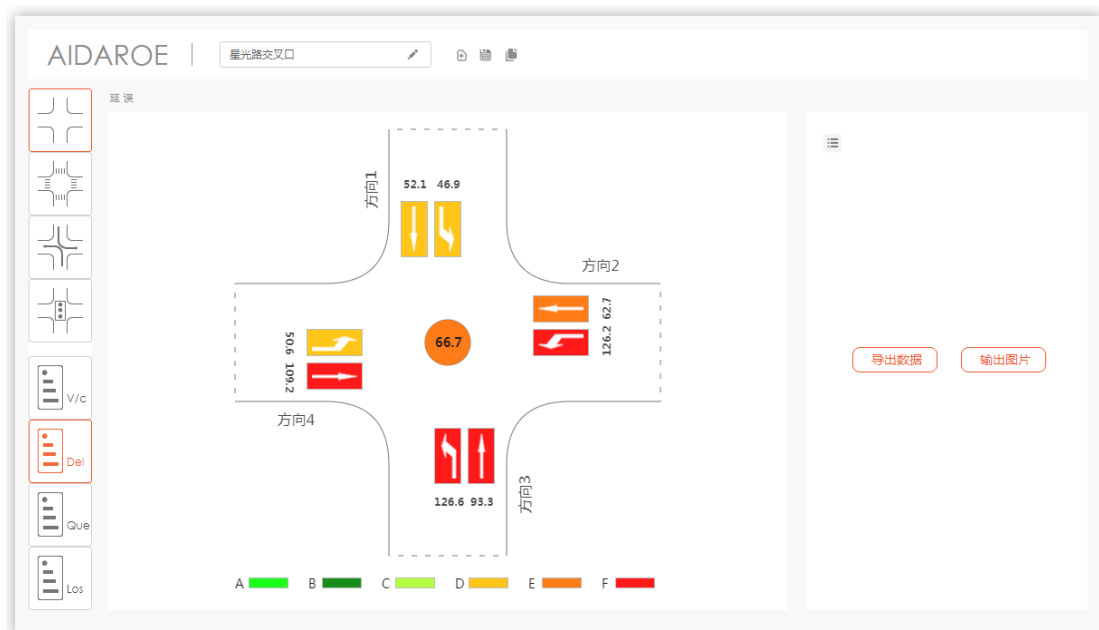 AIDAROE
星光路交叉口
延误
方向1
52.1 46.9
方向2
62.7
126.2
50.6
109.2
66.7
方向4
方向3
126.6 93.3
A B C D E F
V/c
Del
Que
Los
导出数据 输出图片